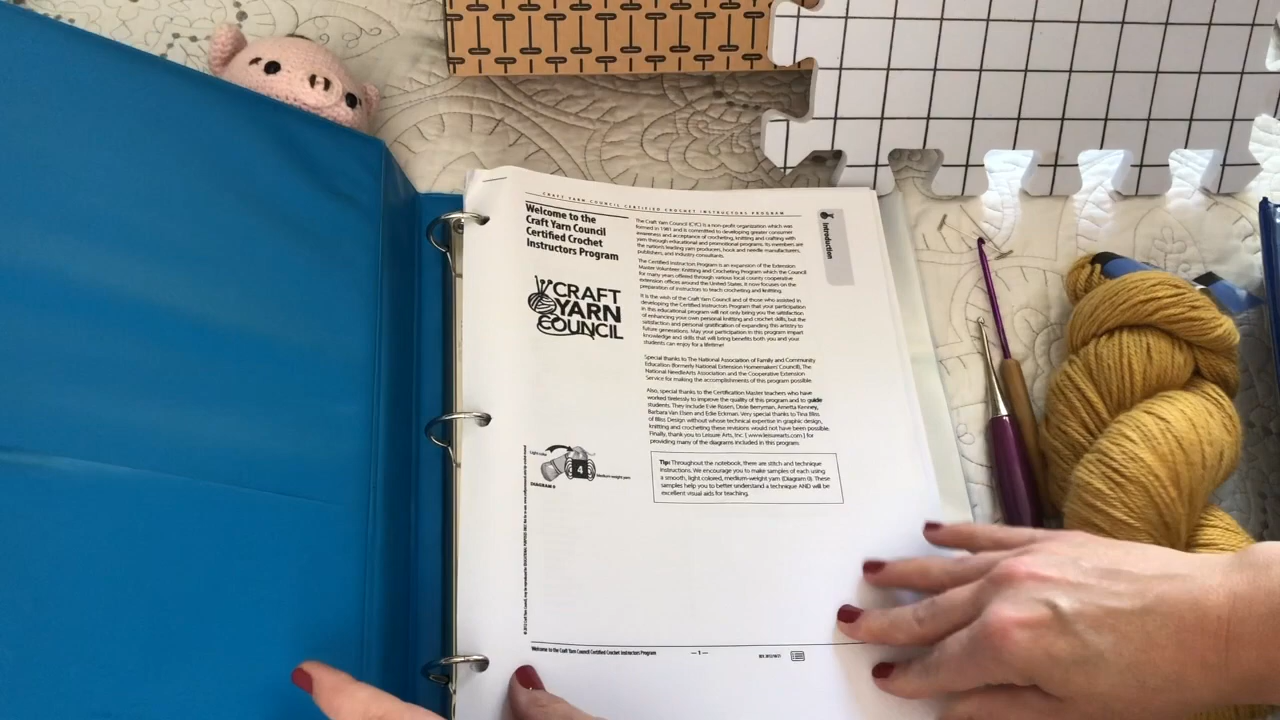 CRAFT YARN COUNCIL CERTIFIED CROCHET INSTRUCTORS PROGRAM
Welcome to the
Craft Yarn Council
Certified Crochet
Instructors Program
CRAFT
YARN
COUNCIL
The Craft Yarn Council (CYC) is a non-profit organization which was
formed in 1981 and is committed to developing greater consumer
awareness and acceptance of crocheting, knitting and crafting with
yarn through educational and promotional programs. Its members are
the nation's leading yarn producers, hook and needle manufacturers,
publishers, and industry consultants.
The Certified Instructors Program is an expansion of the Extension
Master Volunteer: Knitting and Crocheting Program which the Council
for many years offered through various local county cooperative
extension offices around the United States. It now focuses on the
preparation of instructors to teach crocheting and knitting.
It is the wish of the Craft Yarn Council and of those who assisted in
developing the Certified Instructors Program that your participation
in this educational program will not only bring you the satisfaction
of enhancing your own personal knitting and crochet skills, but the
satisfaction and personal gratification of expanding this artistry to
future generations. May your participation in this program impart
knowledge and skills that will bring benefits both you and your
students can enjoy for a lifetime!
Special thanks to The National Association of Family and Community
Education (formerly National Extension Homemakers Council), The
National NeedleArts Association and the Cooperative Extension
Service for making the accomplishments of this program possible.
Also, special thanks to the Certification Master teachers who have
worked tirelessly to improve the quality of this program and to guide
students. They include Evie Rosen, Dixie Berryman, Arnetta Kenney,
Barbara Van Elsen and Edie Eckman. Very special thanks to Tina Bliss
of Bliss Design without whose technical expertise in graphic design,
knitting and crocheting these revisions would not have been possible.
Finally, thank you to Leisure Arts, Inc. [ www.leisurearts.com ] for
providing many of the diagrams included in this program.
Light color
4
Medium-weight yarn
DIAGRAM 0
Tip: Throughout the notebook, there are stitch and technique
instructions. We encourage you to make samples of each using
a smooth, light colored, medium-weight yarn (Diagram 0). These
samples help you to better understand a technique AND will be
excellent visual aids for teaching.
Introduction
Welcome to the Craft Yarn Council Certified Crochet Instructors Program
— 1 —